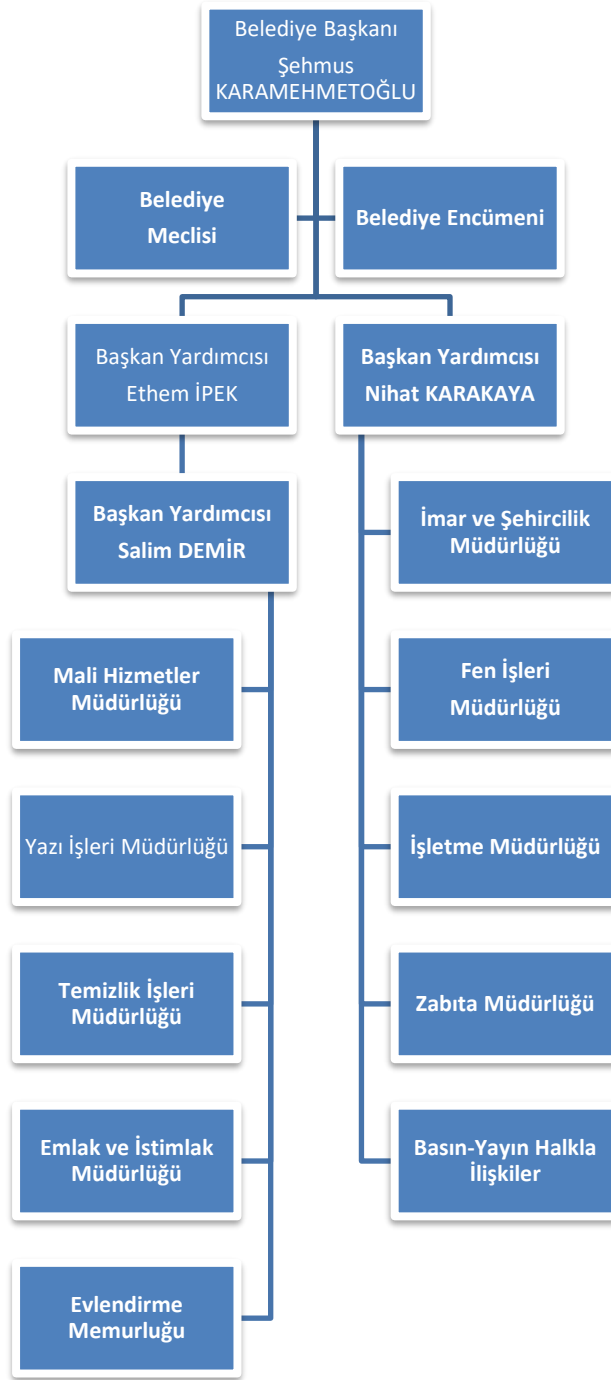 Belediye Başkanı
Şehmus
KARAMEHMETOĞLU
Belediye
Meclisi
Belediye Encümeni
Başkan Yardımcısı
Ethem İPEK
Başkan Yardımcısı
Nihat KARAKAYA
Başkan Yardımcısı
Salim DEMİR
İmar ve Şehircilik
Müdürlüğü
Mali Hizmetler
Müdürlüğü
Fen İşleri
Müdürlüğü
Yazı İşleri Müdürlüğü
İşletme Müdürlüğü
Temizlik İşleri
Müdürlüğü
Zabıta Müdürlüğü
Emlak ve İstimlak
Müdürlüğü
Basın-Yayın Halkla
İlişkiler
Evlendirme
Memurluğu